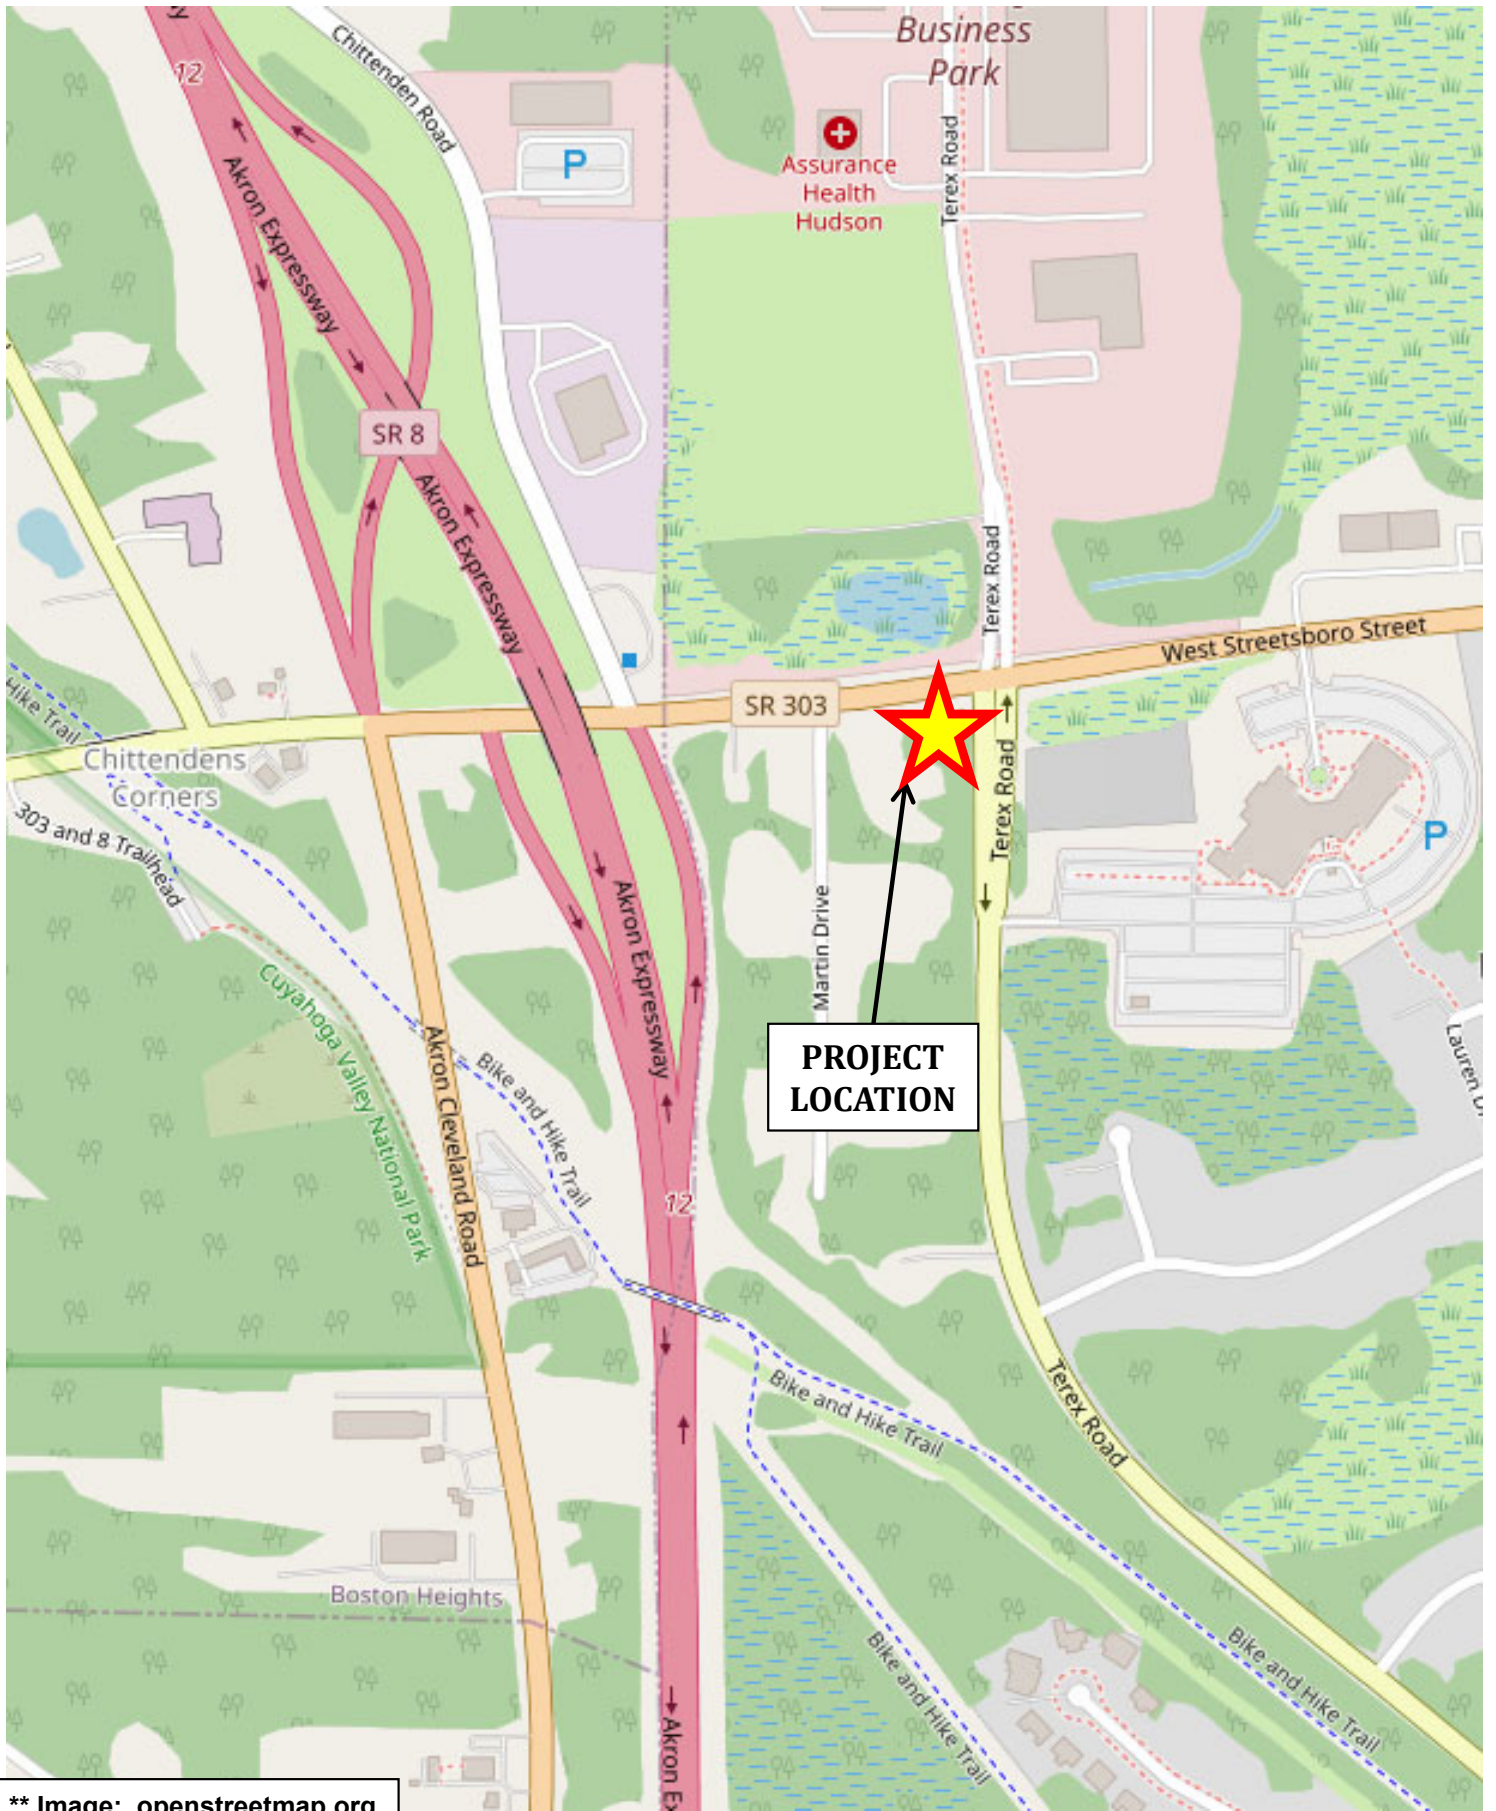 12
Chittenden Road
Business
Park
P
Assurance
Health
Hudson
Terex Road
Akron Expressway
SR 8
Akron Expressway
Terex Road
West Streetsboro Street
SR 303
Hike Trail
Chittendens
Corners
303 and 8 Trailhead
Terex Road
P
Akron Expressway
Martin Drive
Cuyahoga Valley National Park
PROJECT
LOCATION
Akron Cleveland Road
Bike and Hike Trail
Lauren
12
Bike and Hike Trail
Terex Road
Boston Heights
Bike and Hike Trail
Bike and Hike Trail
Akron
** Image: openstreetmap.org